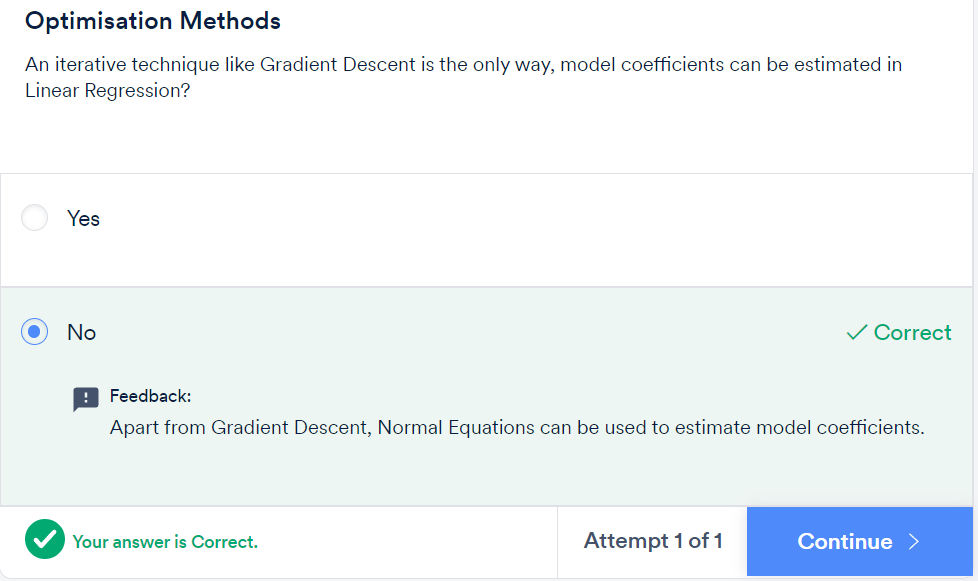 Optimisation Methods
An iterative technique like Gradient Descent is the only way, model coefficients can be estimated in
Linear Regression?
Yes
No
Correct
Feedback:
Apart from Gradient Descent, Normal Equations can be used to estimate model coefficients.
Your answer is Correct.
Attempt 1 of 1
Continue